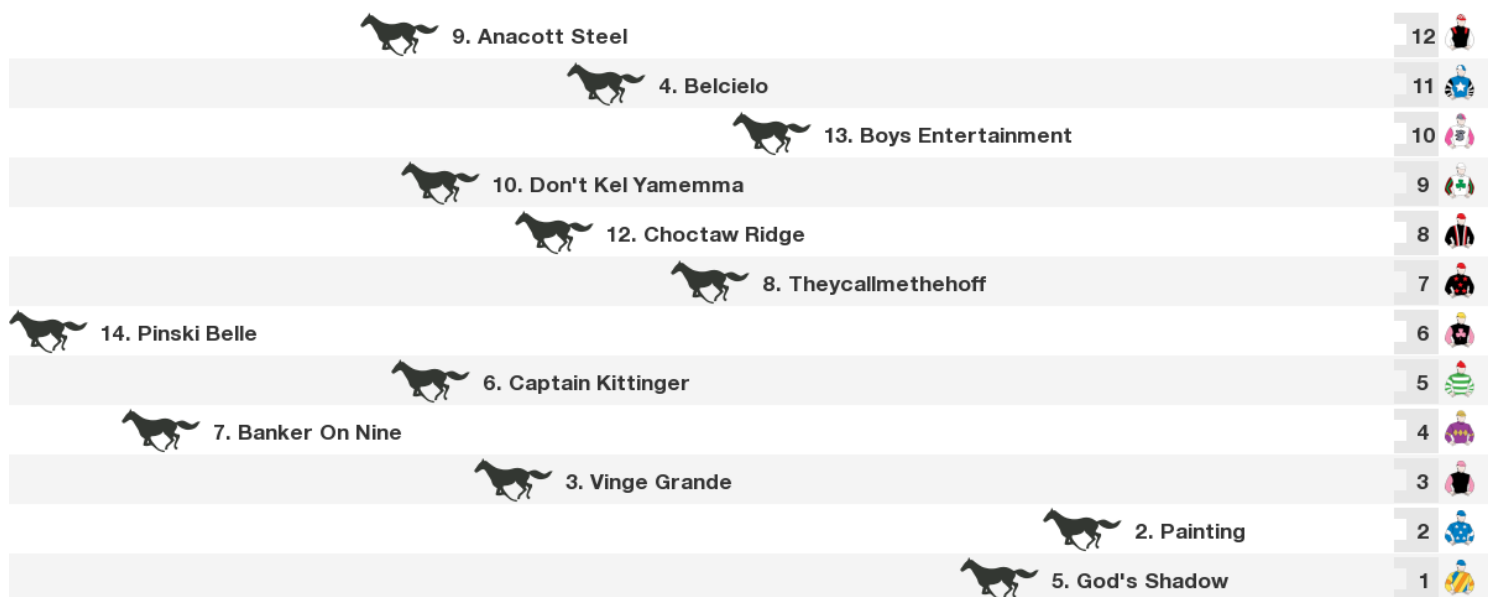 9. Anacott Steel 12
4. Belcielo 11
13. Boys Entertainment 10
10. Don't Kel Yamemma 9
12. Choctaw Ridge 8
8. Theycallmethehoff 7
14. Pinski Belle 6
6. Captain Kittinger 5
7. Banker On Nine 4
3. Vinge Grande 3
2. Painting 2
5. God's Shadow 1